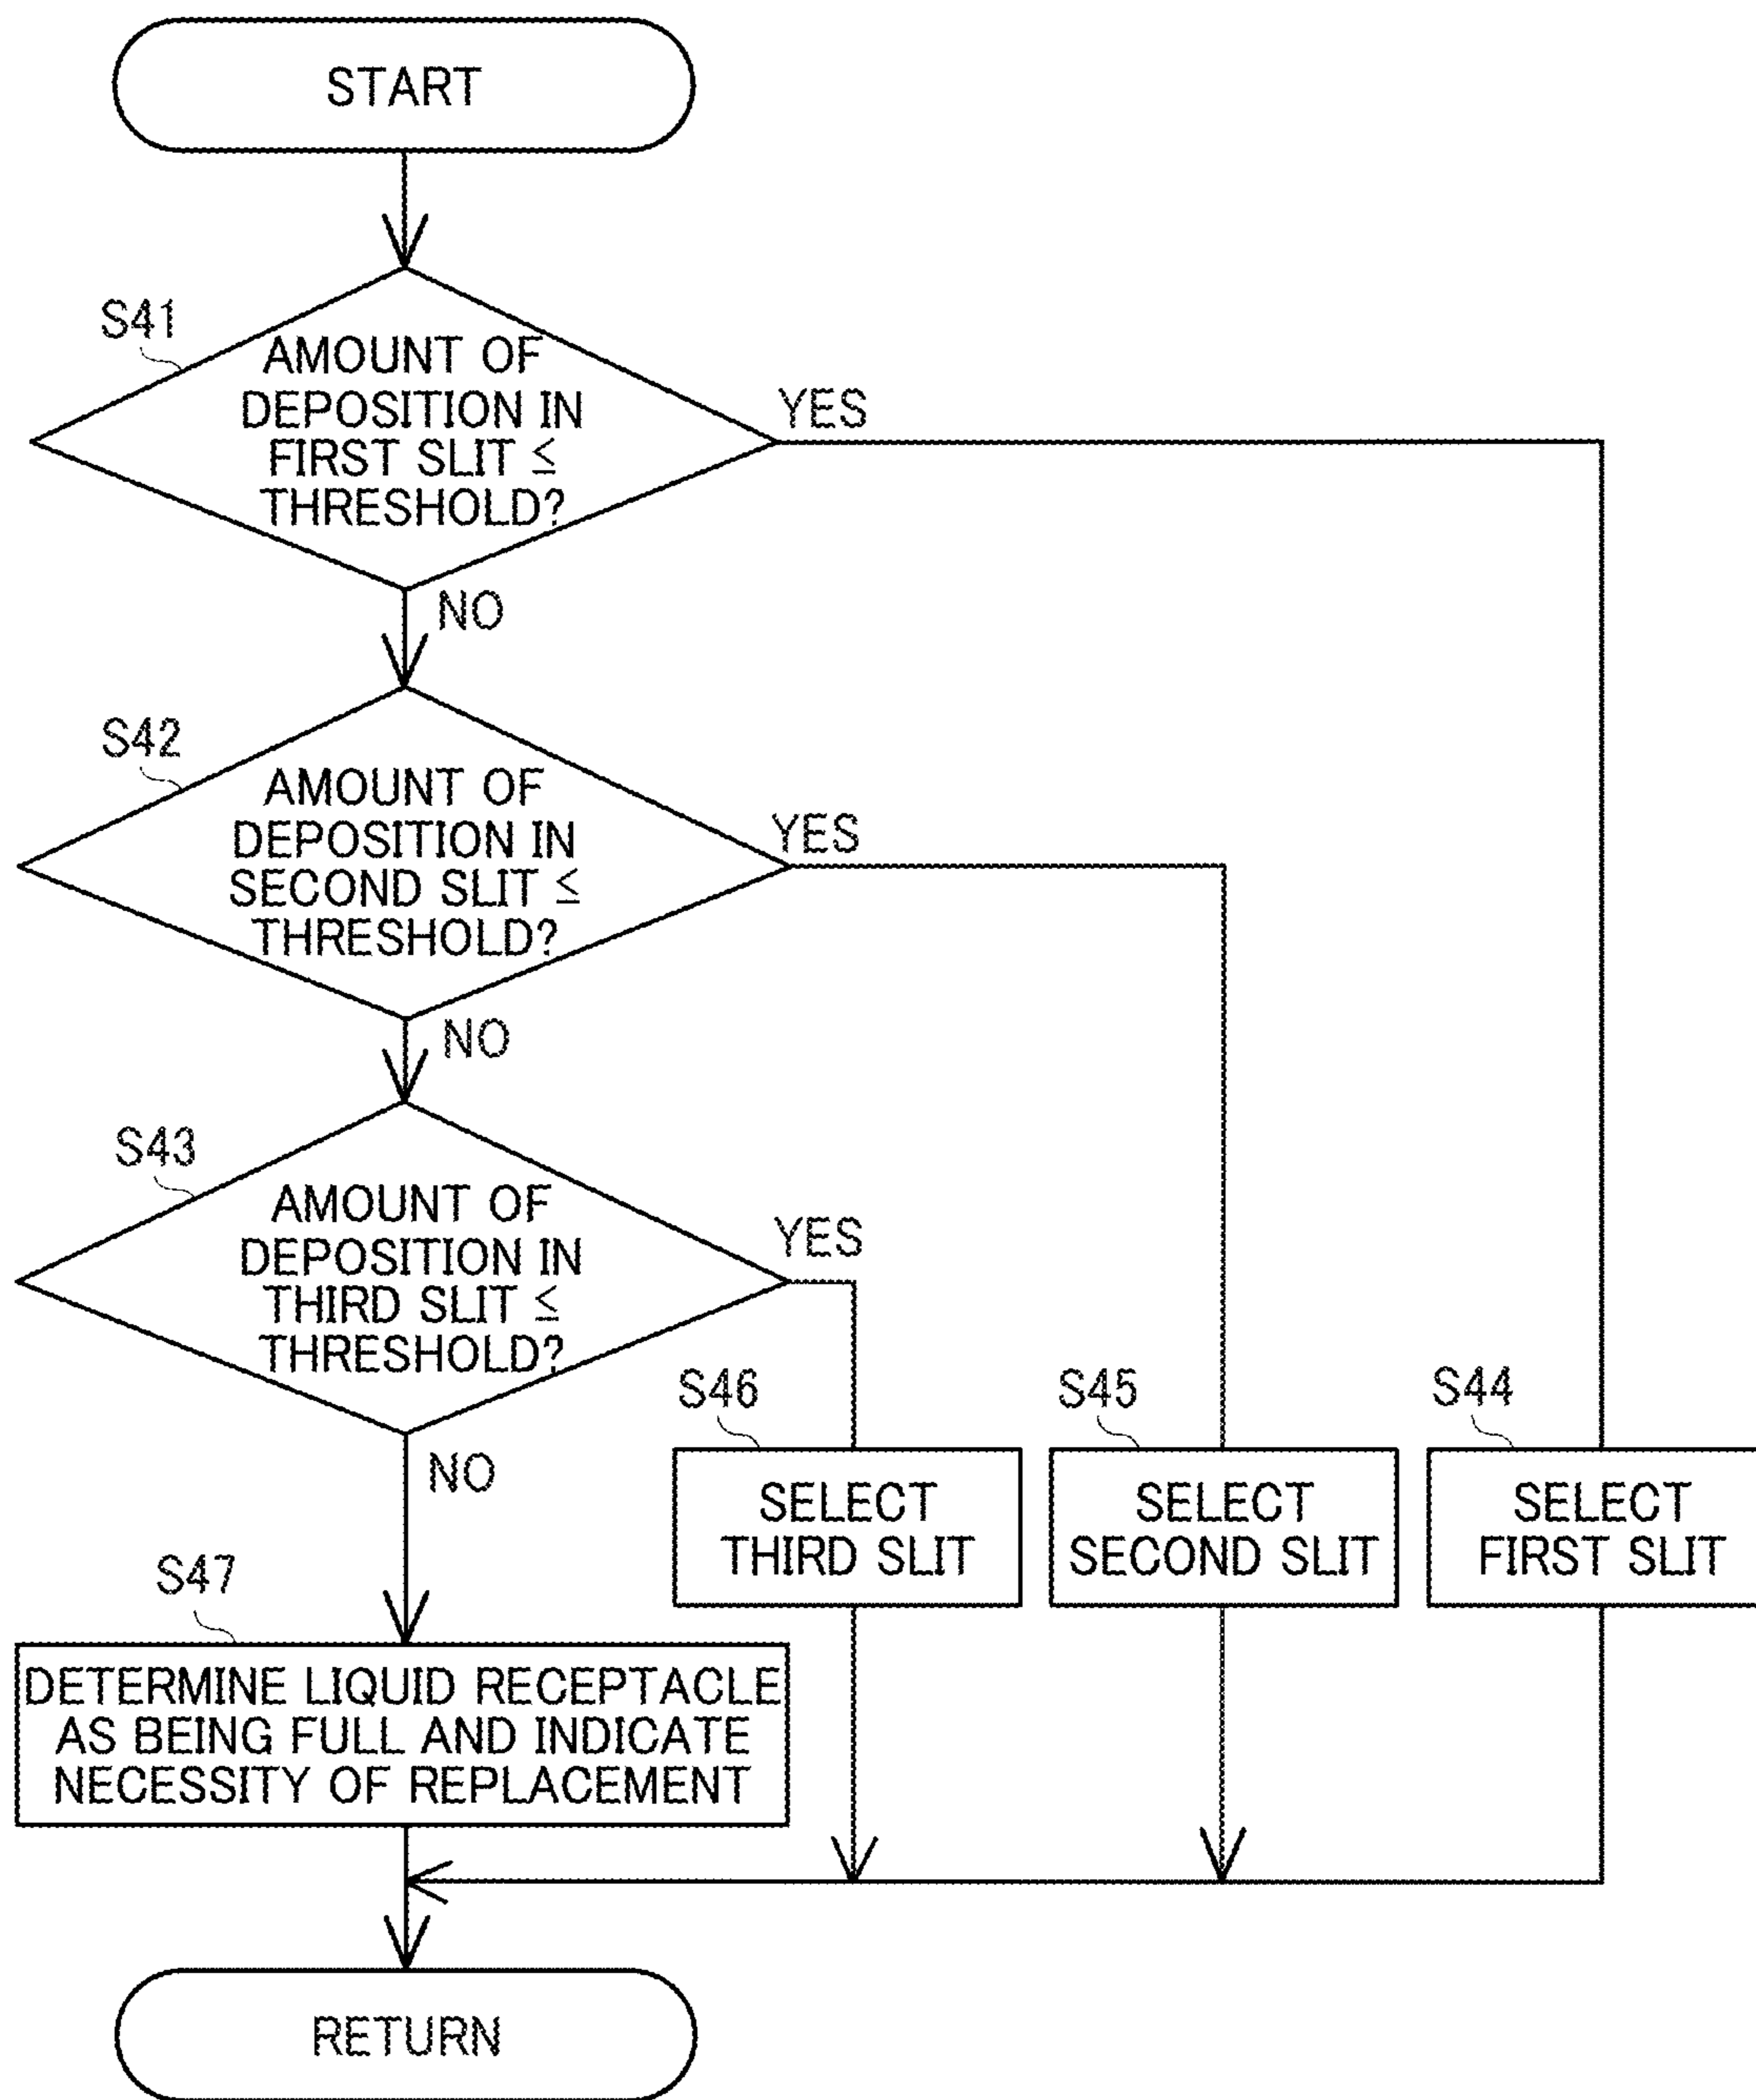 START
S41
AMOUNT OF
DEPOSITION IN
FIRST SLIT ≤
THRESHOLD?
YES
NO
S42
AMOUNT OF
DEPOSITION IN
SECOND SLIT ≤
THRESHOLD?
YES
NO
S43
AMOUNT OF
DEPOSITION IN
THIRD SLIT ≤
THRESHOLD?
YES
NO
S46
SELECT
THIRD SLIT
S45
SELECT
SECOND SLIT
S44
SELECT
FIRST SLIT
S47
DETERMINE LIQUID RECEPTACLE
AS BEING FULL AND INDICATE
NECESSITY OF REPLACEMENT
RETURN